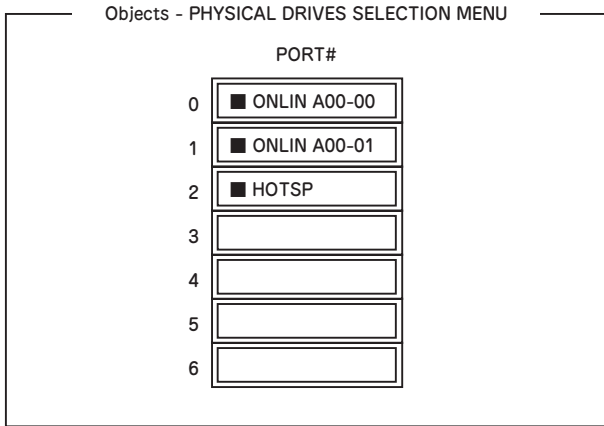 Objects - PHYSICAL DRIVES SELECTION MENU
PORT#
0 ■ ONLIN A00-00
1 ■ ONLIN A00-01
2 ■ HOTSP
3
4
5
6